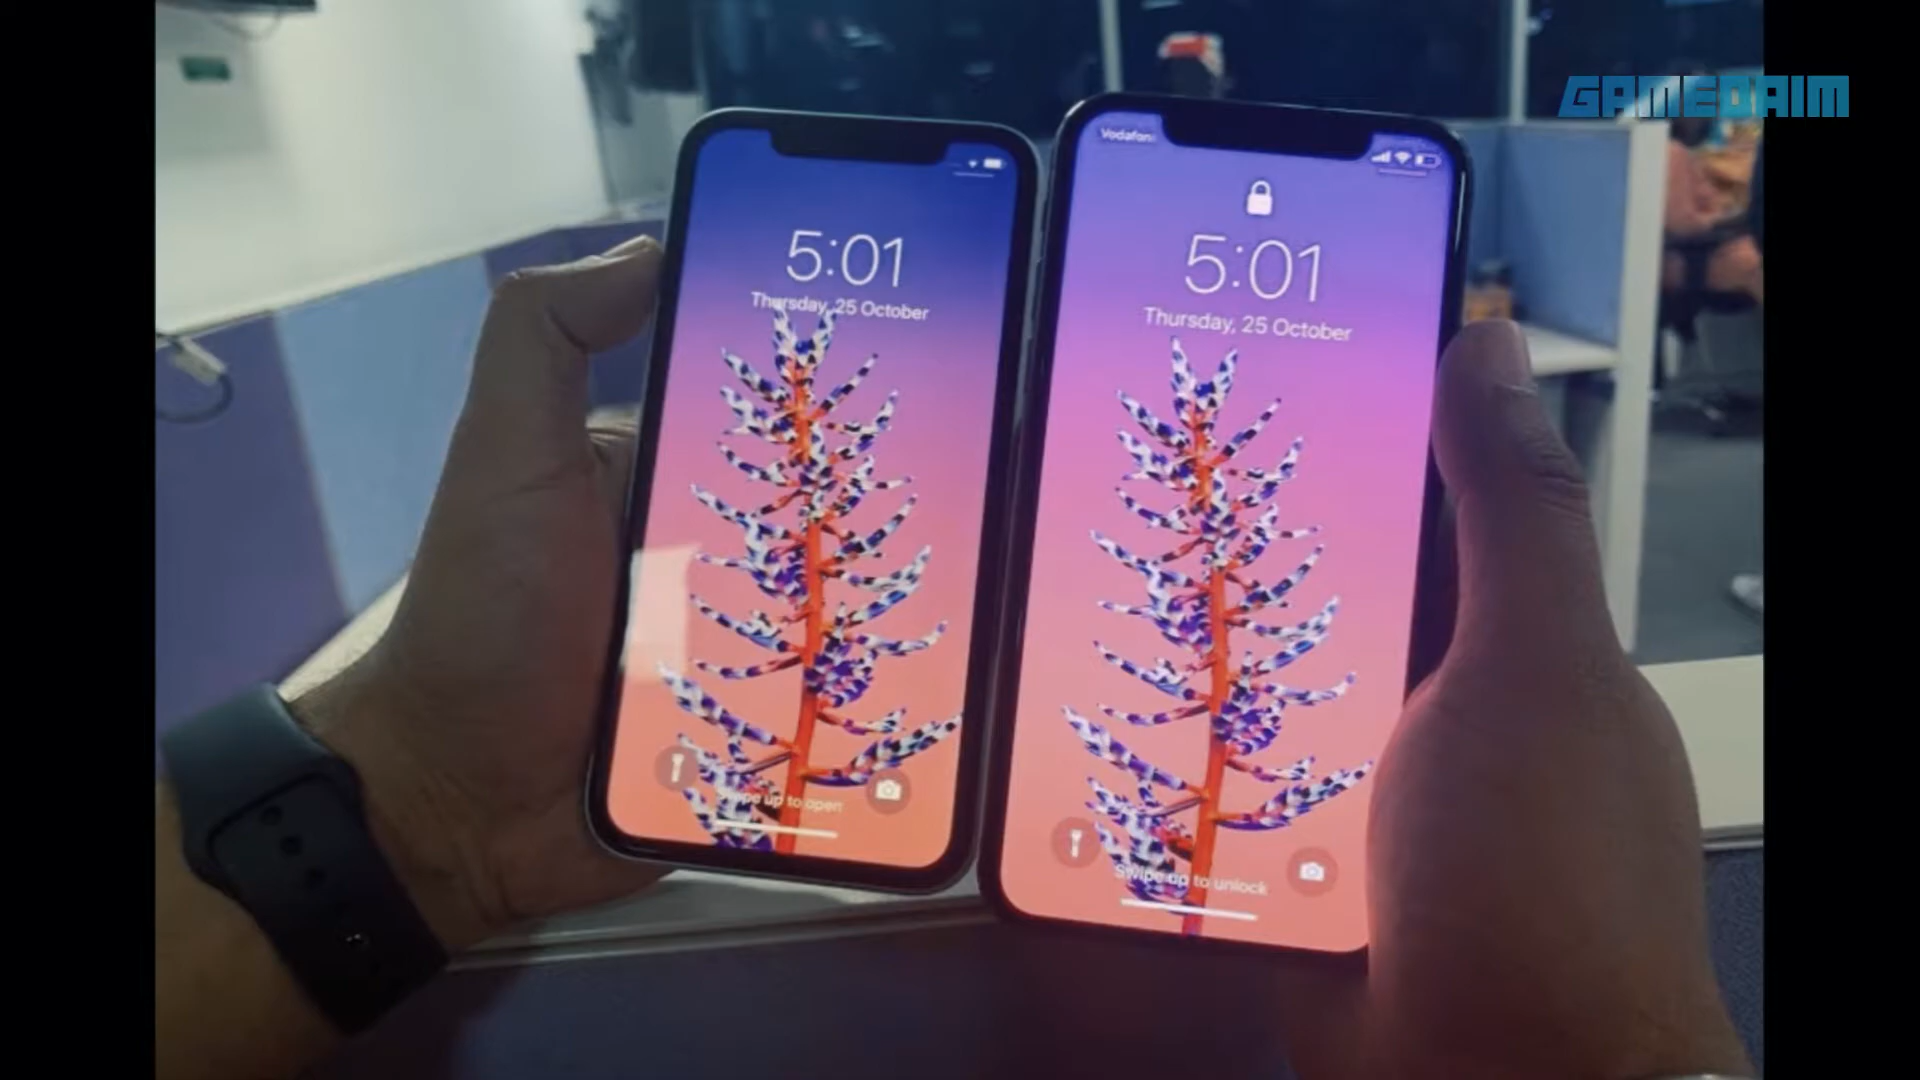 GAMEDAIM
5:01
Thursday, 25 October
Swipe up to open
Vodafone
5:01
Thursday, 25 October
Swipe up to unlock